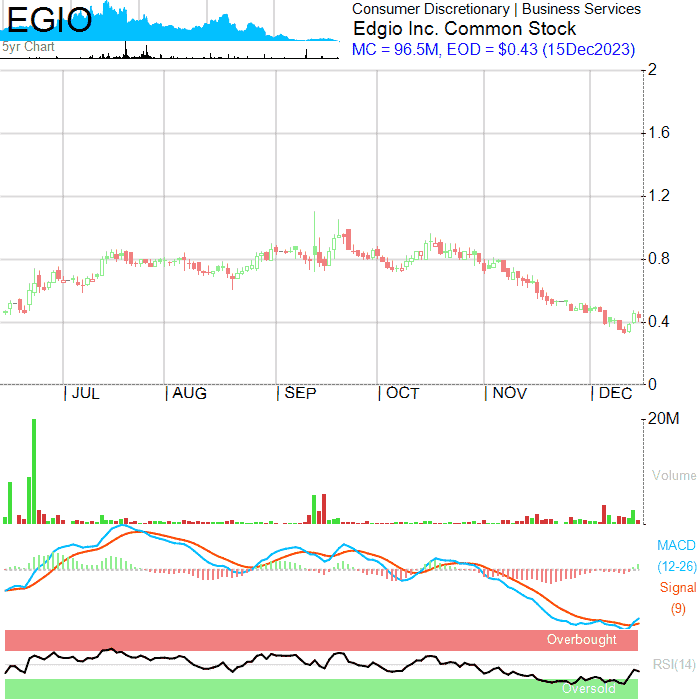 EGIO
5yr Chart
Consumer Discretionary | Business Services
Edgio Inc. Common Stock
MC = 96.5M, EOD = $0.43 (15Dec2023)
2
1.6
1.2
0.8
0.4
0
| JUL | AUG | SEP | OCT | NOV | DEC
20M
Volume
MACD
(12-26)
Signal
(9)
Overbought
RSI(14)
Oversold